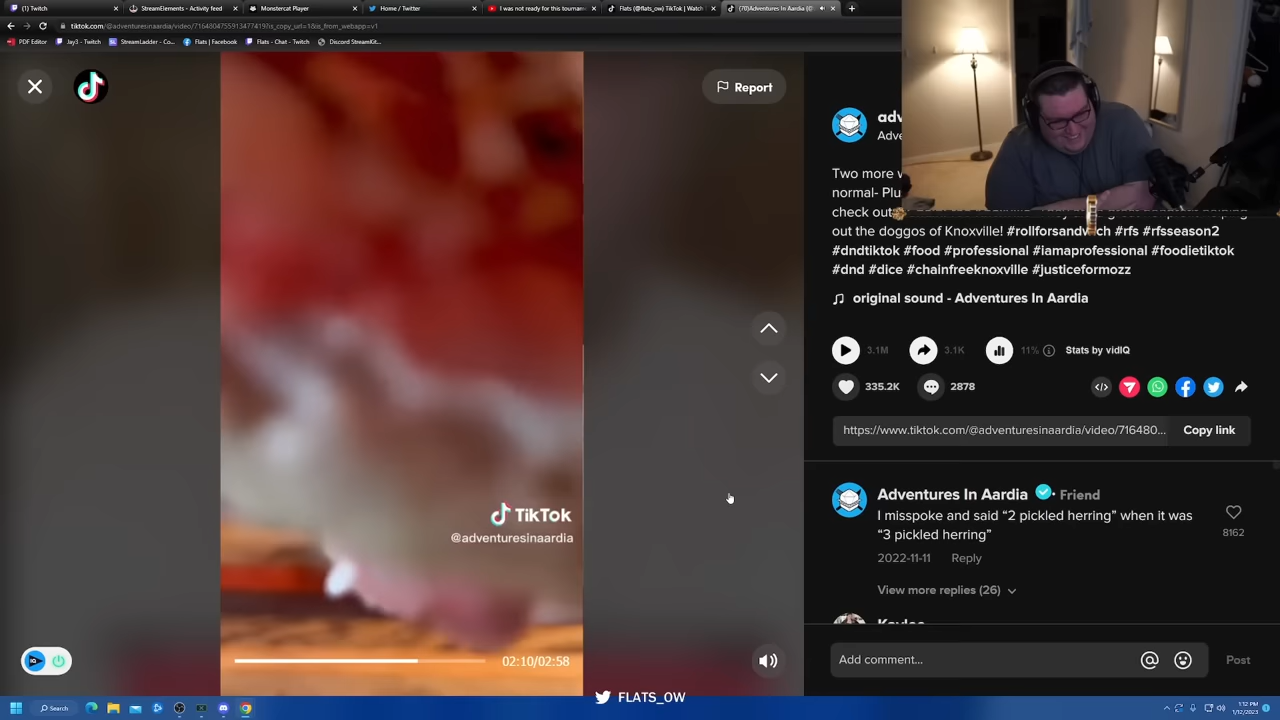 (1) Twitch
StreamElements - Activity feed
Monstercat Player
Home / Twitter
I was not ready for this tourname
Flats (@flats_ow) TikTok | Watch
(70)Adventures In Aardia (@
tiktok.com/@adventuresinaardia/video/7164804755913477419?is_copy_url=1&is_from_webapp=v1
PDF Editor
Jay3 - Twitch
StreamLadder - Co...
Flats | Facebook
Flats - Chat - Twitch
Discord StreamKit...
Report
adv
Adve
Two more w
normal- Plu
check out
out the doggos of Knoxville! #rollforsandwich #rfs #rfsseason2
#dndtiktok #food #professional #iamaprofessional #foodietiktok
#dnd #dice #chainfreeknoxville #justiceformozz
original sound - Adventures In Aardia
3.1M
3.1K
11%
Stats by vidIQ
335.2K
2878
https://www.tiktok.com/@adventuresinaardia/video/716480...
Copy link
Adventures In Aardia
Friend
I misspoke and said “2 pickled herring” when it was
“3 pickled herring”
8162
2022-11-11
Reply
View more replies (26)
TikTok
@adventuresinaardia
02:10/02:58
Add comment...
Post
FLATS_OW
Search
1:12 PM
1/12/2023